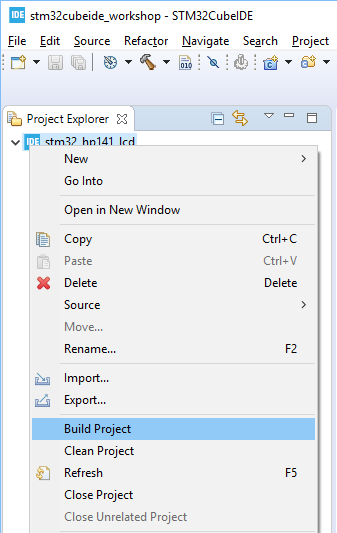 IDE stm32cubeide_workshop - STM32CubeIDE
File Edit Source Refactor Navigate Search Project
010
C
Project Explorer
IDE stm32_hp141_lcd
New
Go Into
Open in New Window
Copy Ctrl+C
Paste Ctrl+V
Delete Delete
Source
Move...
Rename... F2
Import...
Export...
Build Project
Clean Project
Refresh F5
Close Project
Close Unrelated Project